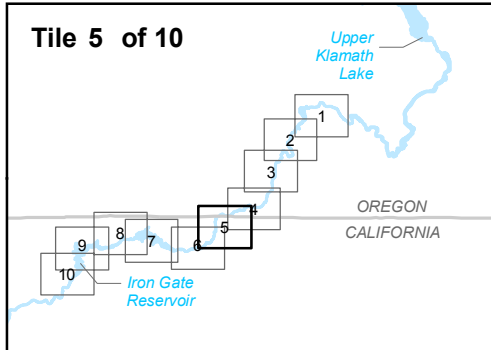 Tile 5 of 10
Upper
Klamath
Lake
1
2
3
4
OREGON
5
CALIFORNIA
8
7
6
9
10
Iron Gate
Reservoir